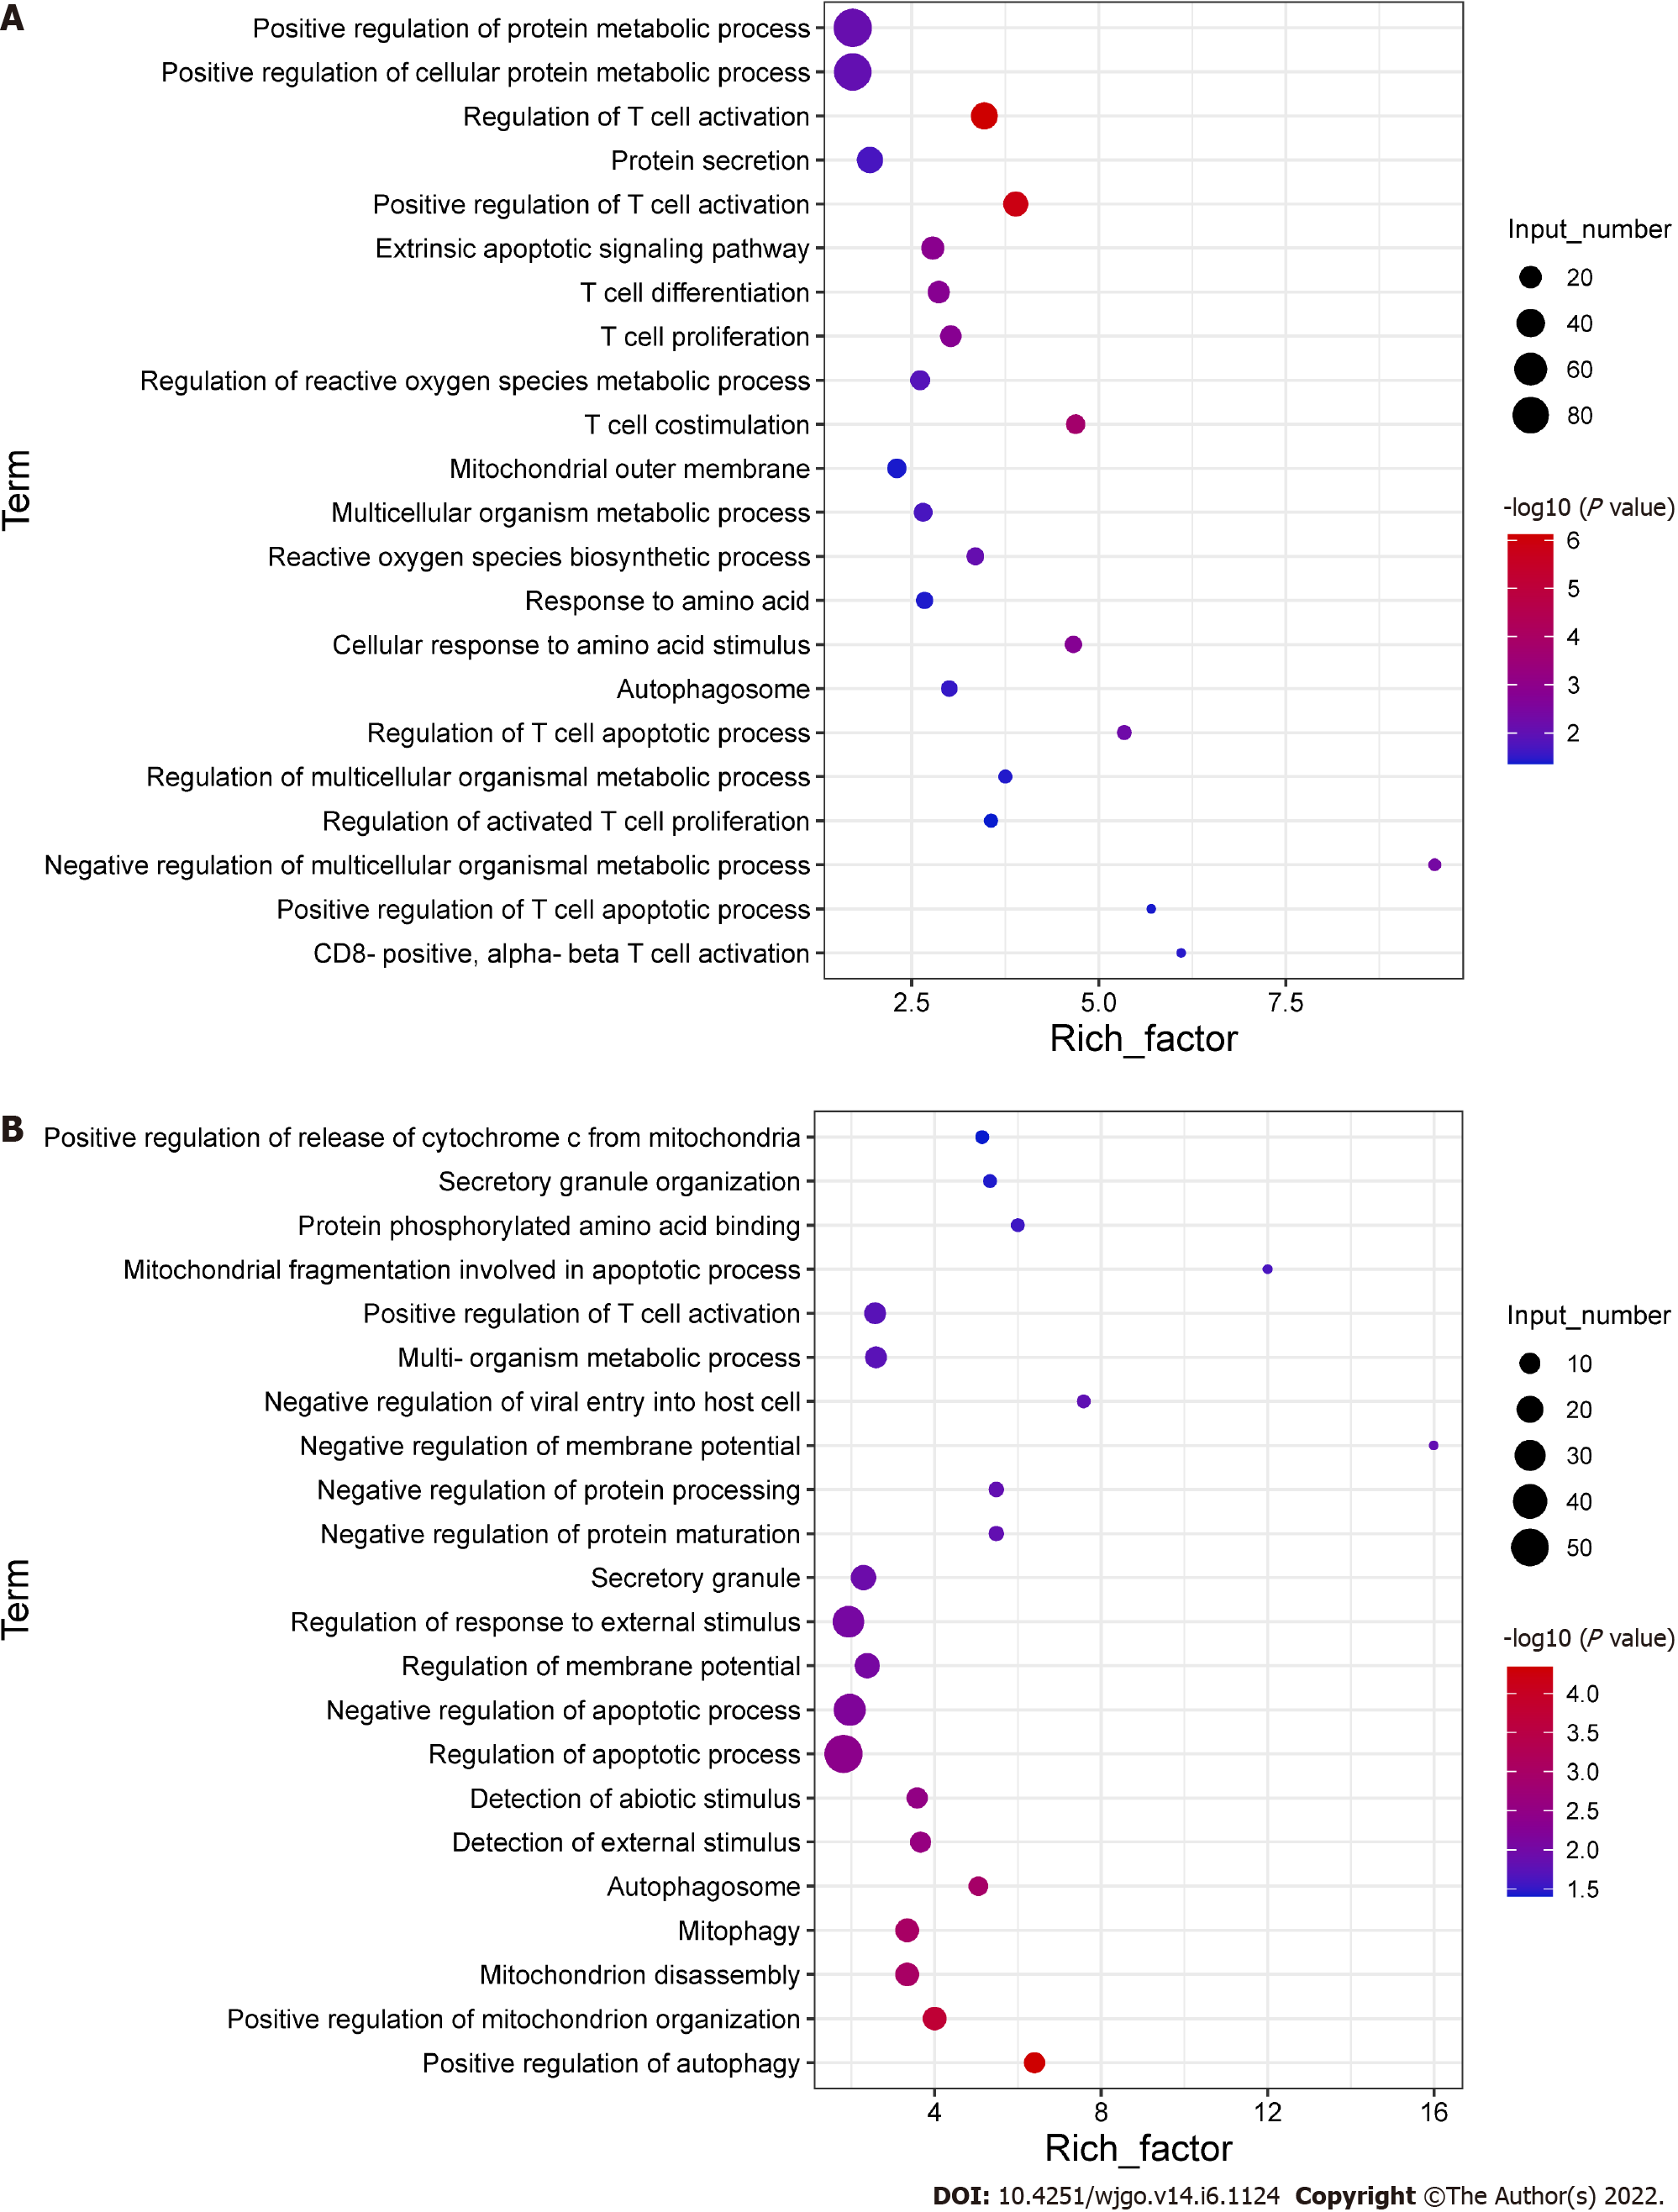 A
Positive regulation of protein metabolic process
Positive regulation of cellular protein metabolic process
Regulation of T cell activation
Protein secretion
Positive regulation of T cell activation
Extrinsic apoptotic signaling pathway
T cell differentiation
T cell proliferation
Regulation of reactive oxygen species metabolic process
T cell costimulation
Mitochondrial outer membrane
Multicellular organism metabolic process
Reactive oxygen species biosynthetic process
Response to amino acid
Cellular response to amino acid stimulus
Autophagosome
Regulation of T cell apoptotic process
Regulation of multicellular organismal metabolic process
Regulation of activated T cell proliferation
Negative regulation of multicellular organismal metabolic process
Positive regulation of T cell apoptotic process
CD8- positive, alpha- beta T cell activation
Term
2.5 5.0 7.5
Rich_factor
Input_number
20
40
60
80
-log10 (P value)
6
5
4
3
2
B
Positive regulation of release of cytochrome c from mitochondria
Secretory granule organization
Protein phosphorylated amino acid binding
Mitochondrial fragmentation involved in apoptotic process
Positive regulation of T cell activation
Multi- organism metabolic process
Negative regulation of viral entry into host cell
Negative regulation of membrane potential
Negative regulation of protein processing
Negative regulation of protein maturation
Secretory granule
Regulation of response to external stimulus
Regulation of membrane potential
Negative regulation of apoptotic process
Regulation of apoptotic process
Detection of abiotic stimulus
Detection of external stimulus
Autophagosome
Mitophagy
Mitochondrion disassembly
Positive regulation of mitochondrion organization
Positive regulation of autophagy
Term
4 8 12 16
Rich_factor
Input_number
10
20
30
40
50
-log10 (P value)
4.0
3.5
3.0
2.5
2.0
1.5
DOI: 10.4251/wjgo.v14.i6.1124 Copyright ©The Author(s) 2022.